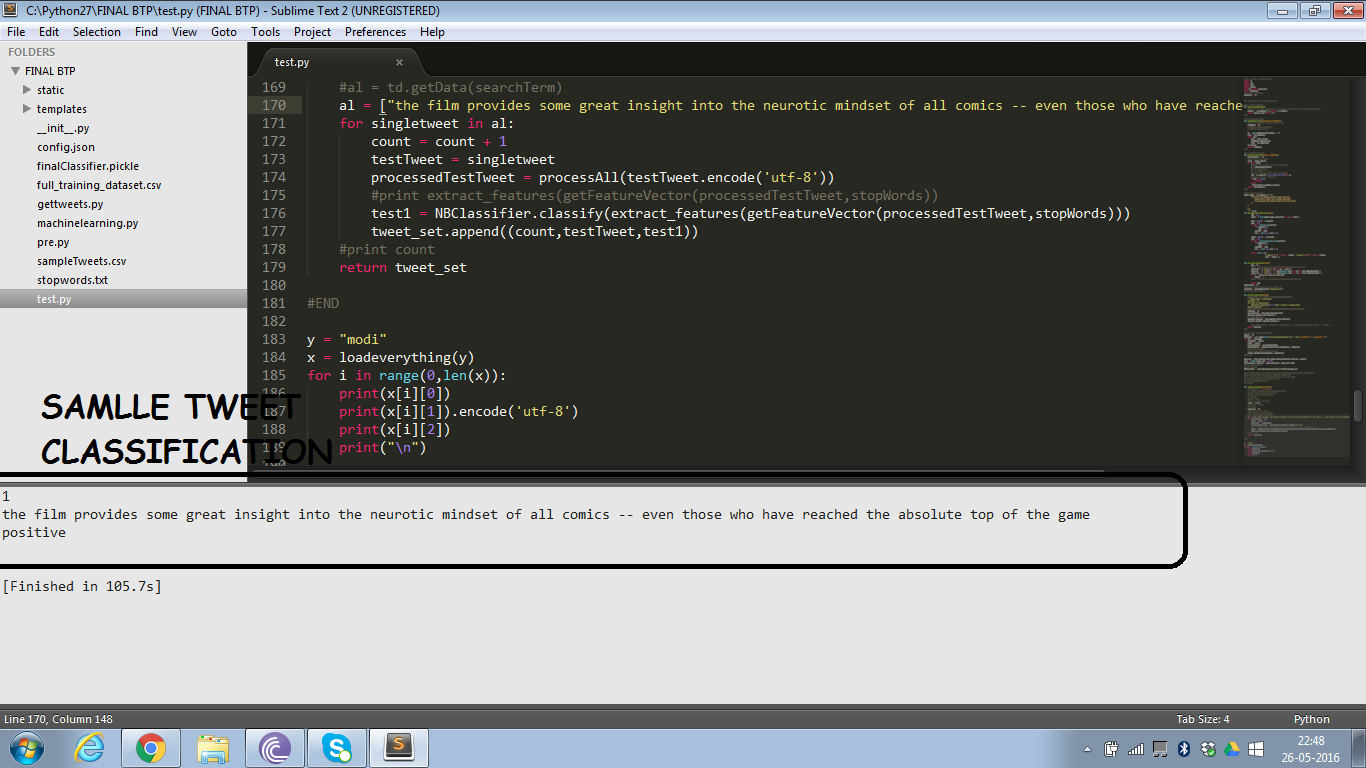 C:\Python27\FINAL BTP\test.py (FINAL BTP) - Sublime Text 2 (UNREGISTERED)
File Edit Selection Find View Goto Tools Project Preferences Help
FOLDERS
FINAL BTP
static
templates
__init__.py
config.json
finalClassifier.pickle
full_training_dataset.csv
gettweets.py
machinelearning.py
pre.py
sampleTweets.csv
stopwords.txt
test.py
test.py
169 #al = td.getData(searchTerm)
170 al = ["the film provides some great insight into the neurotic mindset of all comics -- even those who have reache
171 for singletweet in al:
172 count = count + 1
173 testTweet = singletweet
174 processedTestTweet = processAll(testTweet.encode('utf-8'))
175 #print extract_features(getFeatureVector(processedTestTweet,stopWords))
176 test1 = NBClassifier.classify(extract_features(getFeatureVector(processedTestTweet,stopWords)))
177 tweet_set.append((count,testTweet,test1))
178 #print count
179 return tweet_set
180
181 #END
182
183 y = "modi"
184 x = loadeverything(y)
185 for i in range(0,len(x)):
186 print(x[i][0])
187 print(x[i][1]).encode('utf-8')
188 print(x[i][2])
189 print("\n")
SAMLLE TWEET
CLASSIFICATION
1
the film provides some great insight into the neurotic mindset of all comics -- even those who have reached the absolute top of the game
positive
[Finished in 105.7s]
Line 170, Column 148
Tab Size: 4
Python
22:48
26-05-2016